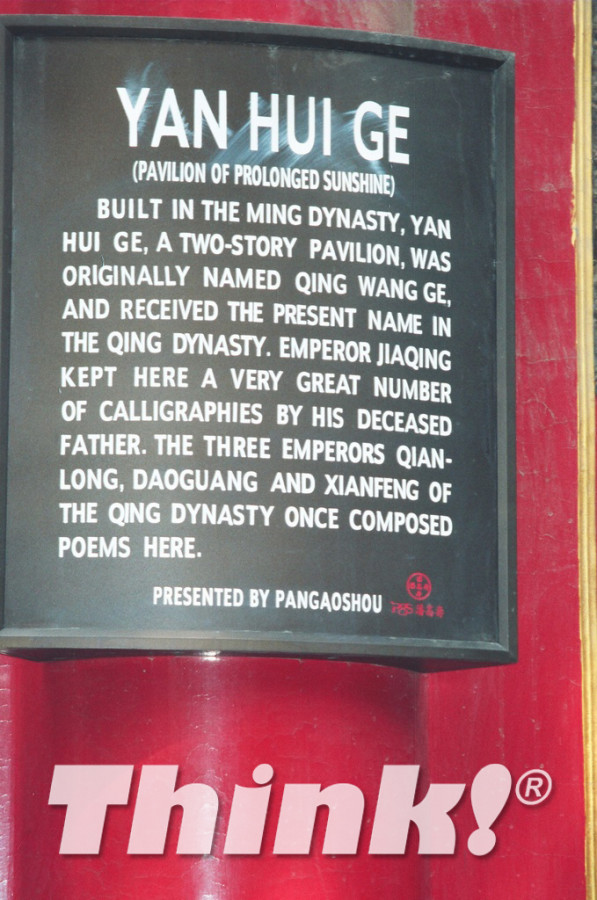 YAN HUI GE
(PAVILION OF PROLONGED SUNSHINE)
BUILT IN THE MING DYNASTY, YAN
HUI GE, A TWO-STORY PAVILION, WAS
ORIGINALLY NAMED QING WANG GE,
AND RECEIVED THE PRESENT NAME IN
THE QING DYNASTY. EMPEROR JIAQING
KEPT HERE A VERY GREAT NUMBER
OF CALLIGRAPHIES BY HIS DECEASED
FATHER. THE THREE EMPERORS QIAN-
LONG, DAOGUANG AND XIANFENG OF
THE QING DYNASTY ONCE COMPOSED
POEMS HERE.
PRESENTED BY PANGAOSHOU
Think!®